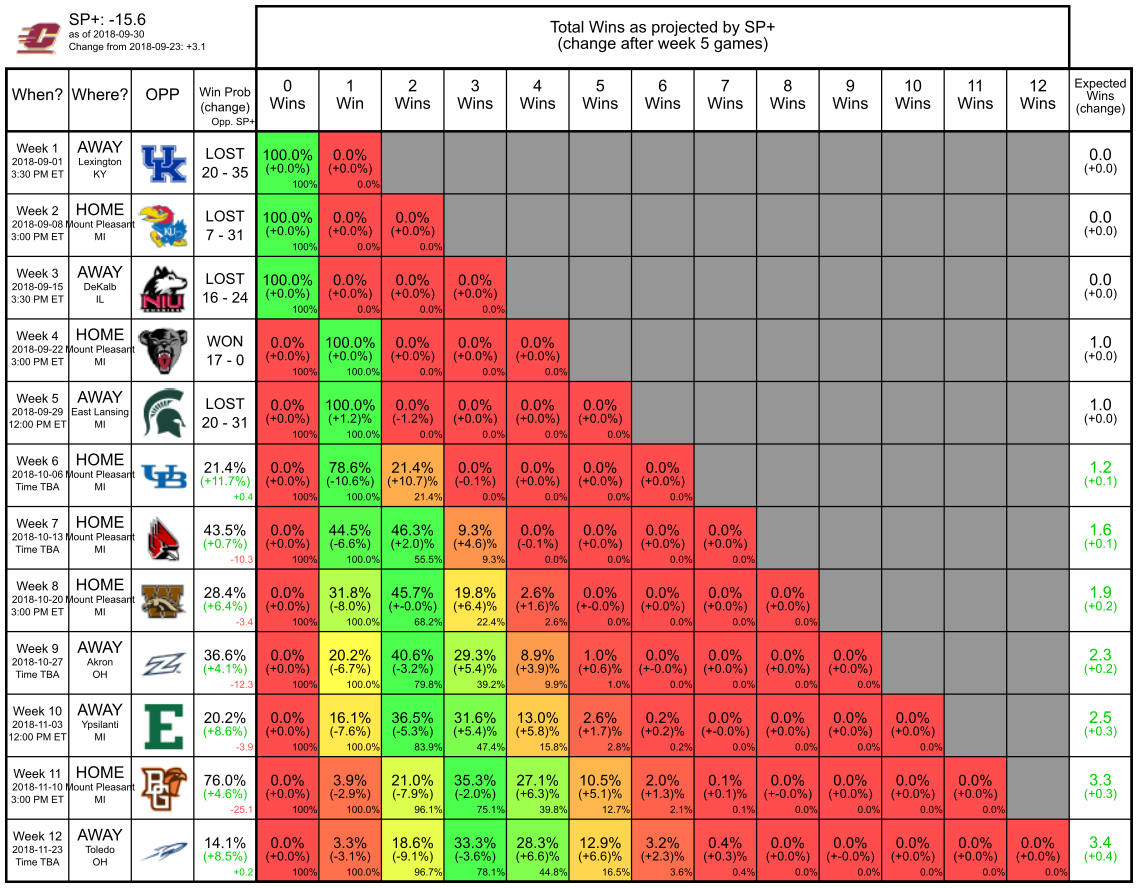 SP+: -15.6
as of 2018-09-30
Change from 2018-09-23: +3.1
Total Wins as projected by SP+
(change after week 5 games)
When? Where? OPP Win Prob (change) Opp. SP+ 0 Wins 1 Win 2 Wins 3 Wins 4 Wins 5 Wins 6 Wins 7 Wins 8 Wins 9 Wins 10 Wins 11 Wins 12 Wins Expected Wins (change)
Week 1 AWAY LOST 100.0% 0.0% 0.0
2018-09-01 Lexington (+0.0%) (+0.0%) (+0.0)
3:30 PM ET KY 20 - 35 100% 0.0%
Week 2 HOME LOST 100.0% 0.0% 0.0% 0.0
2018-09-08 Mount Pleasant (+0.0%) (+0.0%) (+0.0%) (+0.0)
3:00 PM ET MI 7 - 31 100% 0.0% 0.0%
Week 3 AWAY LOST 100.0% 0.0% 0.0% 0.0% 0.0
2018-09-15 DeKalb (+0.0%) (+0.0%) (+0.0%) (+0.0%) (+0.0)
3:30 PM ET IL NIU 16 - 24 100% 0.0% 0.0% 0.0%
Week 4 HOME WON 0.0% 100.0% 0.0% 0.0% 0.0% 1.0
2018-09-22 Mount Pleasant (+0.0%) (+0.0%) (+0.0%) (+0.0%) (+0.0%) (+0.0)
3:00 PM ET MI 17 - 0 100% 100.0% 0.0% 0.0% 0.0%
Week 5 AWAY LOST 0.0% 100.0% 0.0% 0.0% 0.0% 0.0% 1.0
2018-09-29 East Lansing (+0.0%) (+1.2)% (-1.2%) (+0.0%) (+0.0%) (+0.0%) (+0.0)
12:00 PM ET MI 20 - 31 100% 100.0% 0.0% 0.0% 0.0% 0.0%
Week 6 HOME 21.4% 0.0% 78.6% 21.4% 0.0% 0.0% 0.0% 0.0% 1.2
2018-10-06 Mount Pleasant (+11.7%) (+0.0%) (-10.6%) (+10.7%) (-0.1%) (+0.0%) (+0.0%) (+0.0%) (+0.1)
Time TBA MI +0.4 100% 100.0% 21.4% 0.0% 0.0% 0.0% 0.0%
Week 7 HOME 43.5% 0.0% 44.5% 46.3% 9.3% 0.0% 0.0% 0.0% 0.0% 1.6
2018-10-13 Mount Pleasant (+0.7%) (+0.0%) (-6.6%) (+2.0)% (+4.6%) (-0.1%) (+0.0%) (+0.0%) (+0.0%) (+0.1)
Time TBA MI -10.3 100% 100.0% 55.5% 9.3% 0.0% 0.0% 0.0% 0.0%
Week 8 HOME 28.4% 0.0% 31.8% 45.7% 19.8% 2.6% 0.0% 0.0% 0.0% 0.0% 1.9
2018-10-20 Mount Pleasant (+6.4%) (+0.0%) (-8.0%) (+-0.0%) (+6.4)% (+1.6)% (+-0.0%) (+0.0%) (+0.0%) (+0.0%) (+0.2)
3:00 PM ET MI -3.4 100% 100.0% 68.2% 22.4% 2.6% 0.0% 0.0% 0.0% 0.0%
Week 9 AWAY 36.6% 0.0% 20.2% 40.6% 29.3% 8.9% 1.0% 0.0% 0.0% 0.0% 0.0% 2.3
2018-10-27 Akron (+4.1%) (+0.0%) (-6.7%) (-3.2%) (+5.4)% (+3.9)% (+0.6)% (+-0.0%) (+0.0%) (+0.0%) (+0.0%) (+0.2)
Time TBA OH -12.3 100% 100.0% 79.8% 39.2% 9.9% 1.0% 0.0% 0.0% 0.0% 0.0%
Week 10 AWAY 20.2% 0.0% 16.1% 36.5% 31.6% 13.0% 2.6% 0.2% 0.0% 0.0% 0.0% 0.0% 2.5
2018-11-03 Ypsilanti (+8.6%) (+0.0%) (-7.6%) (-5.3%) (+5.4)% (+5.8)% (+1.7)% (+0.2)% (+-0.0%) (+0.0%) (+0.0%) (+0.0%) (+0.3)
12:00 PM ET MI -3.9 100% 100.0% 83.9% 47.4% 15.8% 2.8% 0.2% 0.0% 0.0% 0.0% 0.0%
Week 11 HOME 76.0% 0.0% 3.9% 21.0% 35.3% 27.1% 10.5% 2.0% 0.1% 0.0% 0.0% 0.0% 0.0% 3.3
2018-11-10 Mount Pleasant (+4.6%) (+0.0%) (-2.9%) (-7.9%) (-2.0%) (+6.3)% (+5.1)% (+1.3)% (+0.1)% (+-0.0%) (+0.0%) (+0.0%) (+0.0%) (+0.3)
3:00 PM ET MI -25.1 100% 100.0% 96.1% 75.1% 39.8% 12.7% 2.1% 0.1% 0.0% 0.0% 0.0% 0.0%
Week 12 AWAY 14.1% 0.0% 3.3% 18.6% 33.3% 28.3% 12.9% 3.2% 0.4% 0.0% 0.0% 0.0% 0.0% 0.0% 3.4
2018-11-23 Toledo (+8.5%) (+0.0%) (-3.1%) (-9.1%) (-3.6%) (+6.6)% (+6.6)% (+2.3)% (+0.3)% (+0.0%) (+-0.0%) (+0.0%) (+0.0%) (+0.0%) (+0.4)
Time TBA OH +0.2 100% 100.0% 96.7% 78.1% 44.8% 16.5% 3.6% 0.4% 0.0% 0.0% 0.0% 0.0% 0.0%